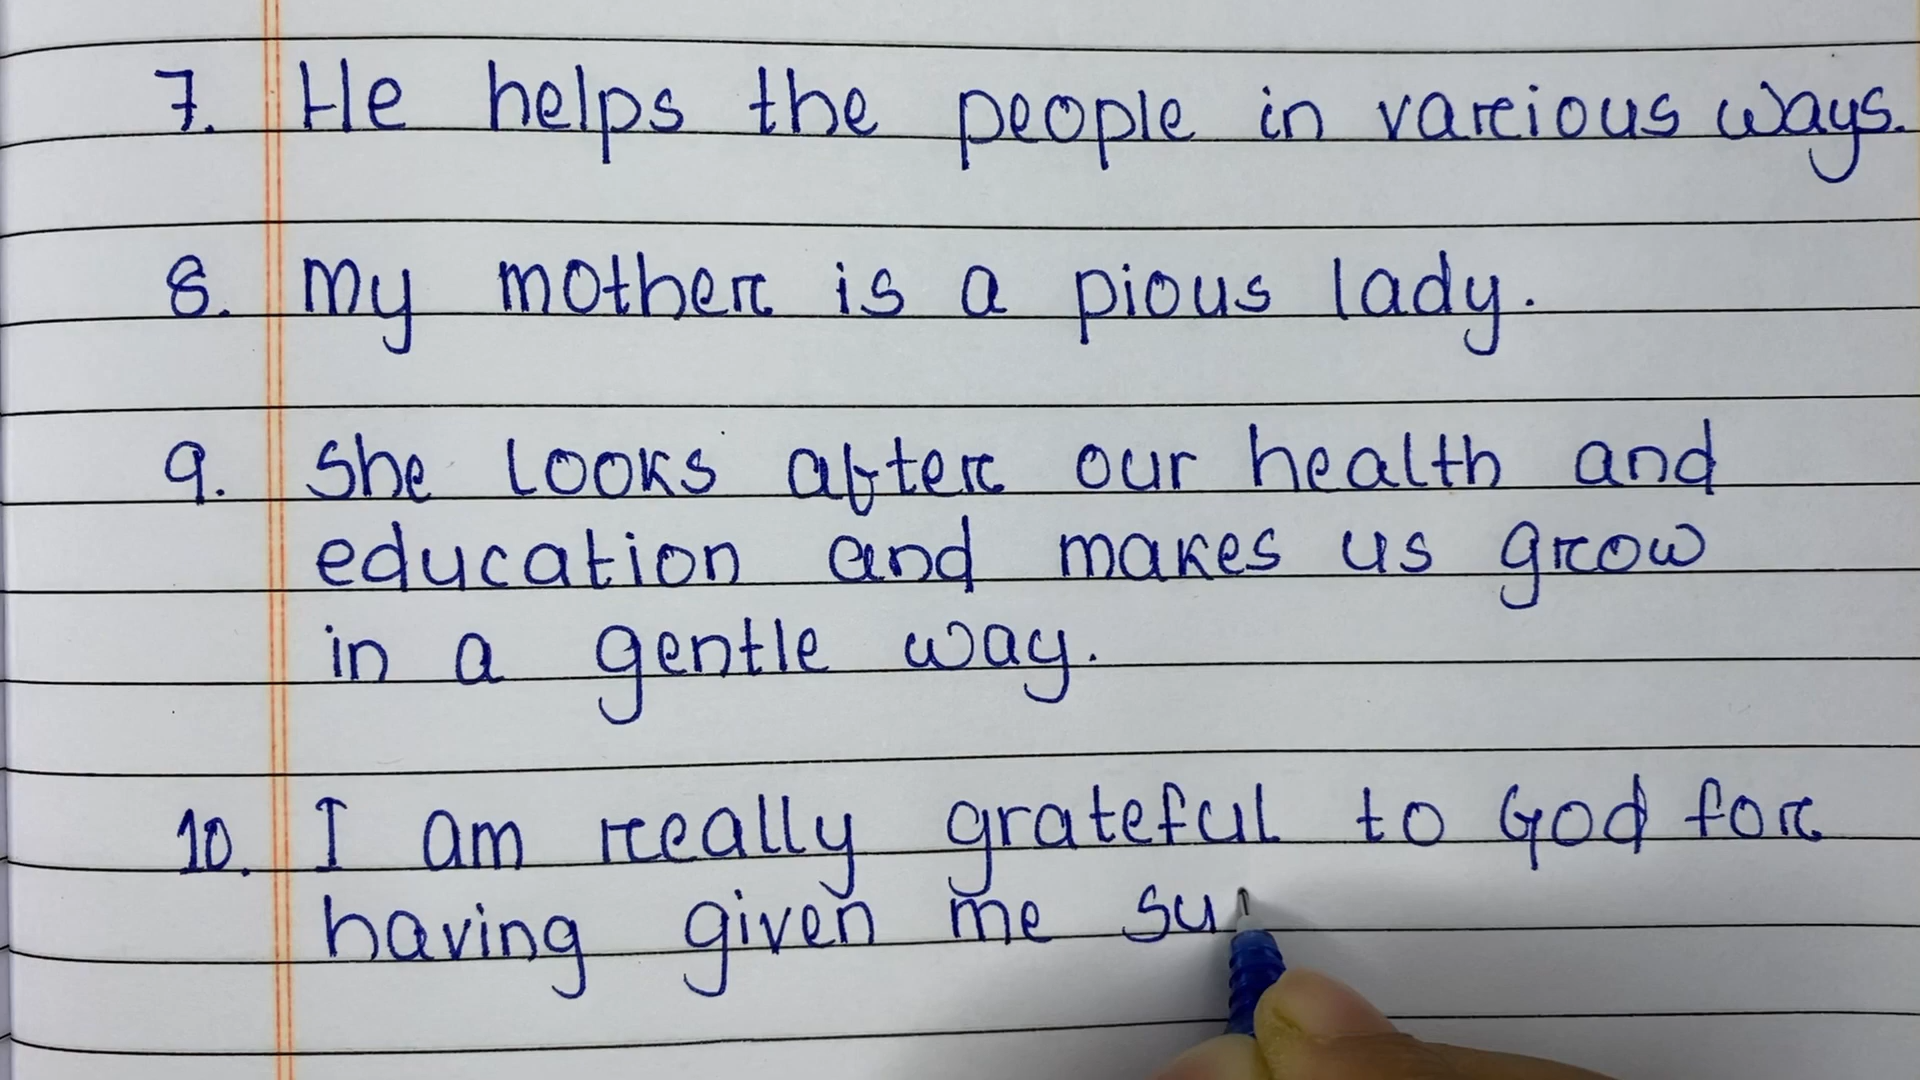 7. He helps the people in various ways.
8. My mother is a pious lady.
9. She looks after our health and
education and makes us grow
in a gentle way.
10. I am really grateful to God for
having given me su